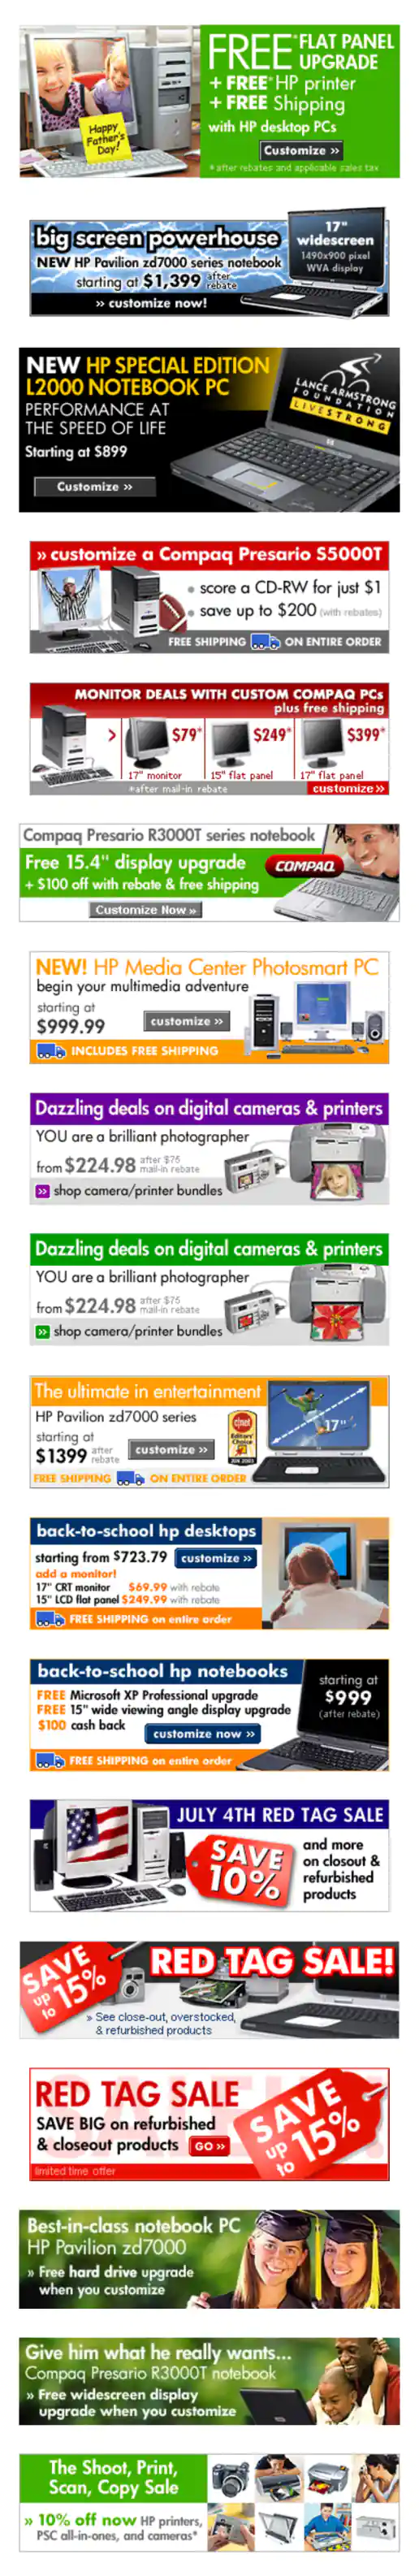 FREE* FLAT PANEL
UPGRADE
+ FREE* HP printer
+ FREE Shipping
with HP desktop PCs
Customize »
*after rebates and applicable sales tax
Happy
Father's
Day!
big screen powerhouse
NEW HP Pavilion zd7000 series notebook
starting at $1,399 after rebate
» customize now!
17"
widescreen
1490x900 pixel
WVA display
NEW HP SPECIAL EDITION
L2000 NOTEBOOK PC
PERFORMANCE AT
THE SPEED OF LIFE
Starting at $899
Customize »
LANCE ARMSTRONG
FOUNDATION
LIVESTRONG
» customize a Compaq Presario S5000T
score a CD-RW for just $1
save up to $200 (with rebates)
FREE SHIPPING ON ENTIRE ORDER
MONITOR DEALS WITH CUSTOM COMPAQ PCs
plus free shipping
> $79* $249* $399*
17" monitor 15" flat panel 17" flat panel
*after mail-in rebate customize »
Compaq Presario R3000T series notebook
Free 15.4" display upgrade
+ $100 off with rebate & free shipping
Customize Now »
COMPAQ
NEW! HP Media Center Photosmart PC
begin your multimedia adventure
starting at
$999.99
customize »
INCLUDES FREE SHIPPING
Dazzling deals on digital cameras & printers
YOU are a brilliant photographer
from $224.98 after $75 mail-in rebate
» shop camera/printer bundles
Dazzling deals on digital cameras & printers
YOU are a brilliant photographer
from $224.98 after $75 mail-in rebate
» shop camera/printer bundles
The ultimate in entertainment
HP Pavilion zd7000 series
starting at
$1399 after rebate
customize »
FREE SHIPPING ON ENTIRE ORDER
cnet
Editors'
Choice
17"
back-to-school hp desktops
starting from $723.79 customize »
add a monitor!
17" CRT monitor $69.99 with rebate
15" LCD flat panel $249.99 with rebate
FREE SHIPPING on entire order
back-to-school hp notebooks
FREE Microsoft XP Professional upgrade
FREE 15" wide viewing angle display upgrade
$100 cash back
customize now »
FREE SHIPPING on entire order
starting at
$999
(after rebate)
JULY 4TH RED TAG SALE
SAVE
10%
and more
on closout &
refurbished
products
SAVE
up to 15%
RED TAG SALE!
» See close-out, overstocked,
& refurbished products
RED TAG SALE
SAVE BIG on refurbished
& closeout products GO »
limited time offer
SAVE
up to 15%
Best-in-class notebook PC
HP Pavilion zd7000
» Free hard drive upgrade
when you customize
Give him what he really wants...
Compaq Presario R3000T notebook
» Free widescreen display
upgrade when you customize
The Shoot, Print,
Scan, Copy Sale
» 10% off now HP printers,
PSC all-in-ones, and cameras*